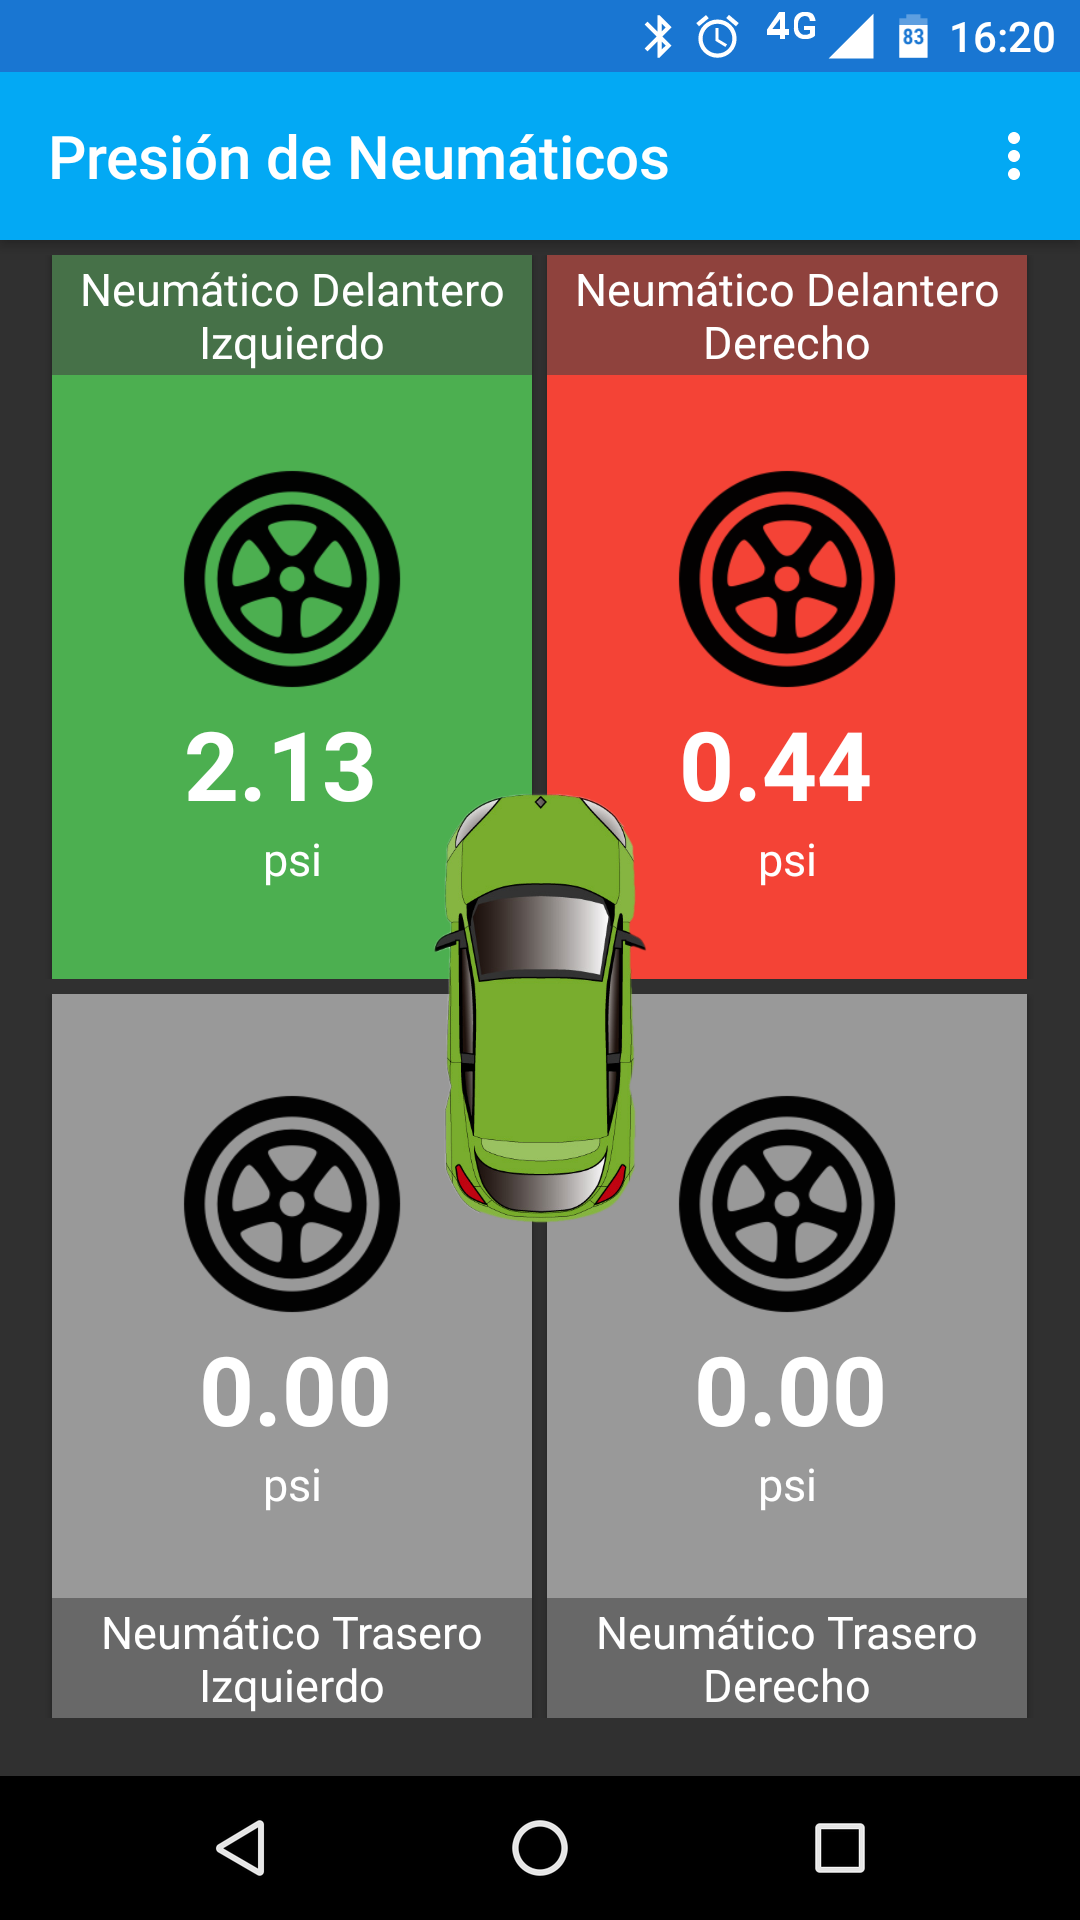 4G 83 16:20
Presión de Neumáticos
Neumático Delantero
Izquierdo
Neumático Delantero
Derecho
2.13
psi
0.44
psi
0.00
psi
0.00
psi
Neumático Trasero
Izquierdo
Neumático Trasero
Derecho